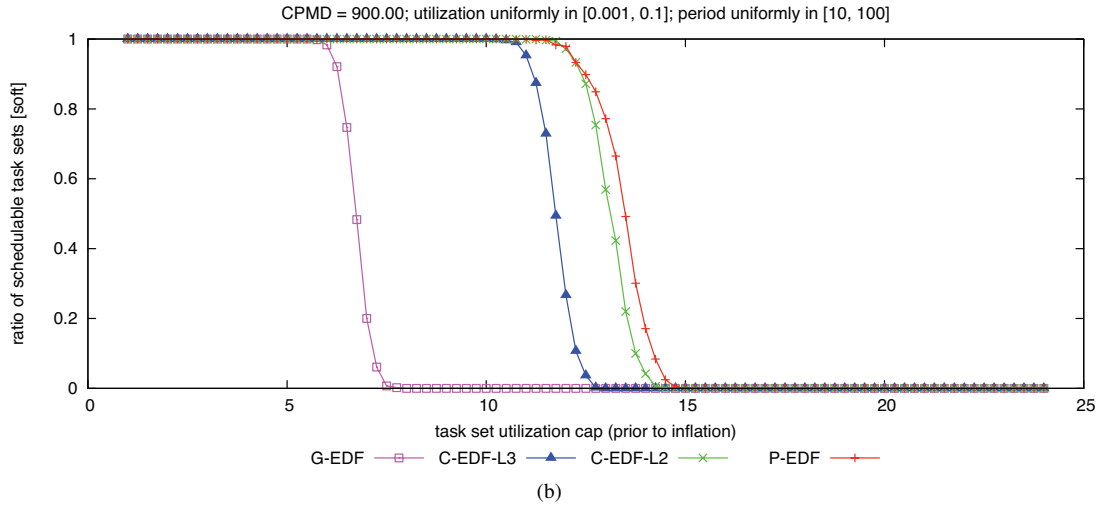 CPMD = 900.00; utilization uniformly in [0.001, 0.1]; period uniformly in [10, 100]
ratio of schedulable task sets [soft]
1
0.8
0.6
0.4
0.2
0
0 5 10 15 20 25
task set utilization cap (prior to inflation)
G-EDF C-EDF-L3 C-EDF-L2 P-EDF
(b)